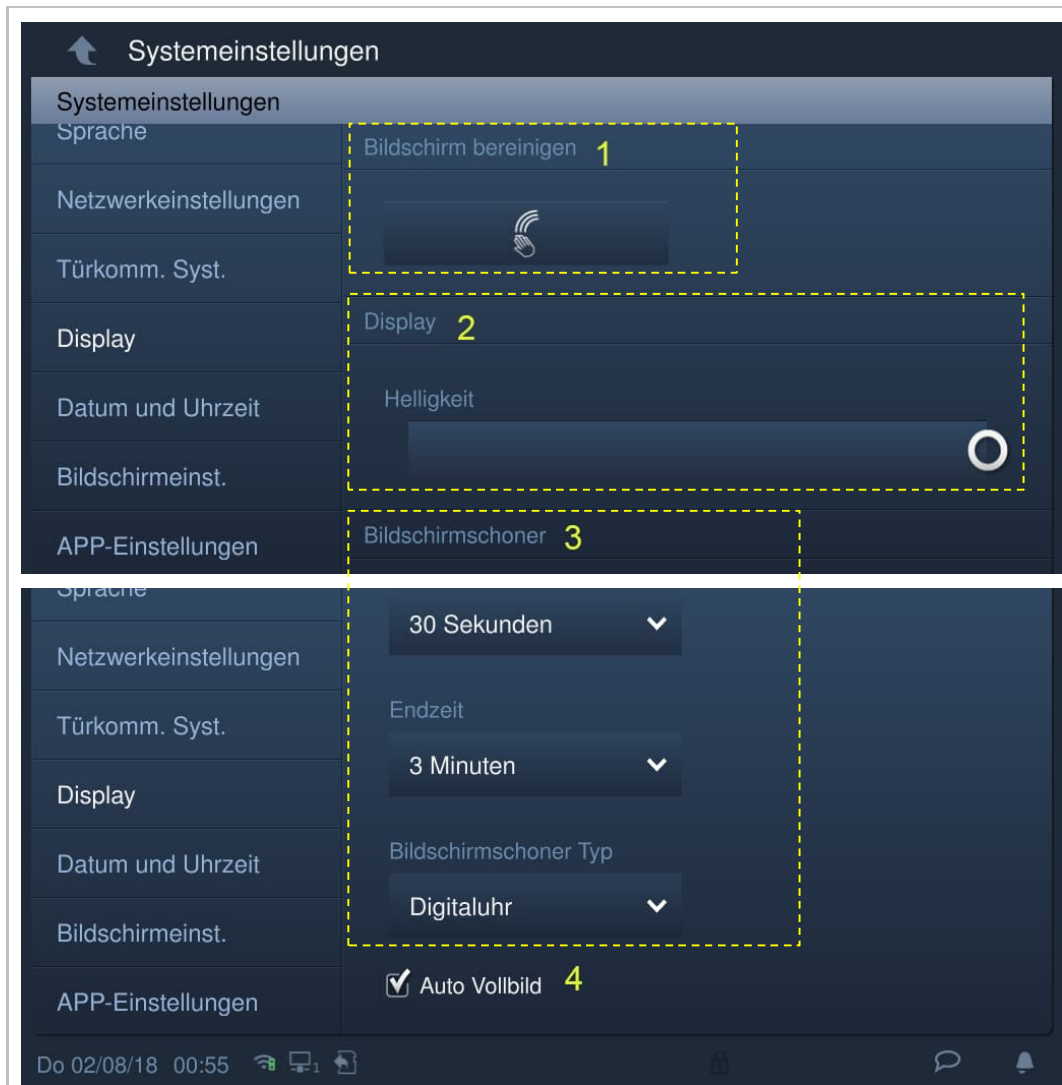 Systemeinstellungen
Systemeinstellungen
Sprache
Netzwerkeinstellungen
Türkomm. Syst.
Display
Datum und Uhrzeit
Bildschirmeinst.
APP-Einstellungen
Bildschirm bereinigen 1
Display 2
Helligkeit
Bildschirmschoner 3
Sprache
Netzwerkeinstellungen
Türkomm. Syst.
Display
Datum und Uhrzeit
Bildschirmeinst.
APP-Einstellungen
30 Sekunden
Endzeit
3 Minuten
Bildschirmschoner Typ
Digitaluhr
Auto Vollbild 4
Do 02/08/18 00:55 1